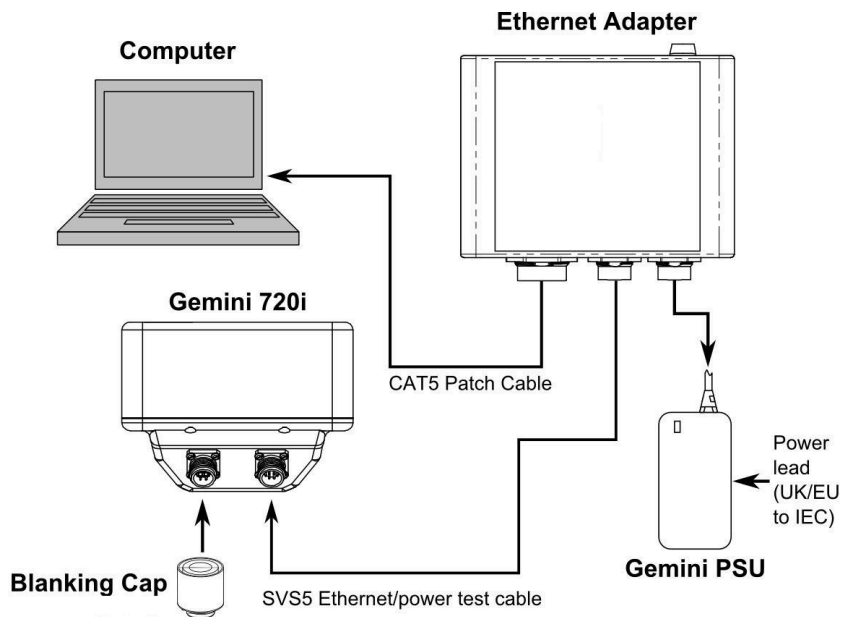 Ethernet Adapter
Computer
Gemini 720i
CAT5 Patch Cable
Power
lead
(UK/EU
to IEC)
Gemini PSU
Blanking Cap
SVS5 Ethernet/power test cable